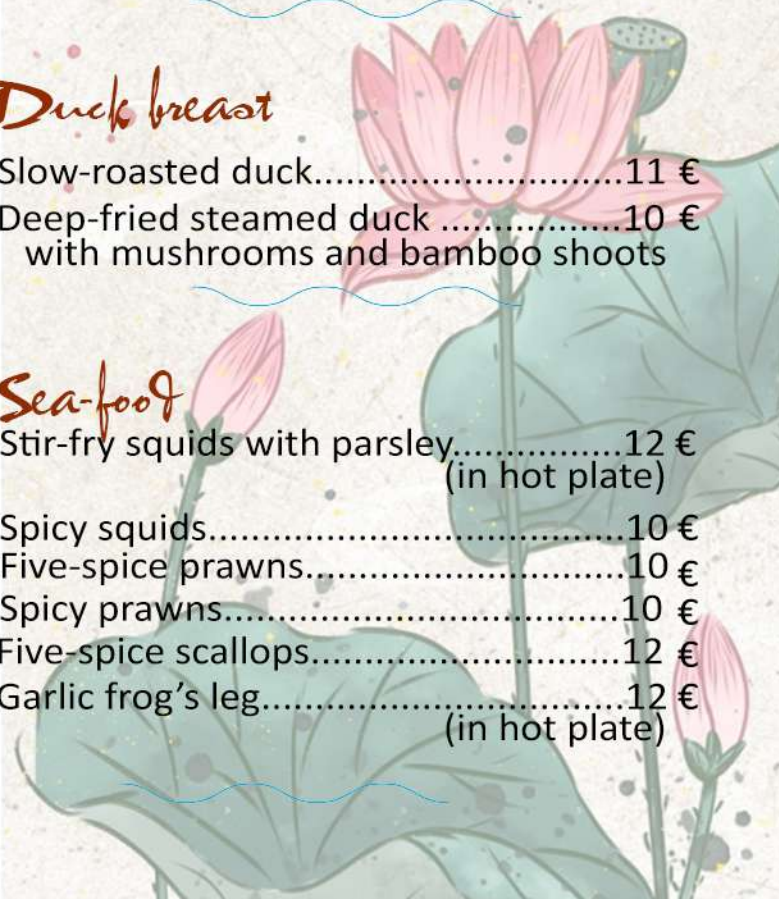 Duck breast
Slow-roasted duck.............................11 €
Deep-fried steamed duck .................10 €
with mushrooms and bamboo shoots
Sea-food
Stir-fry squids with parsley................12 €
(in hot plate)
Spicy squids.......................................10 €
Five-spice prawns..............................10 €
Spicy prawns.....................................10 €
Five-spice scallops.............................12 €
Garlic frog’s leg..................................12 €
(in hot plate)